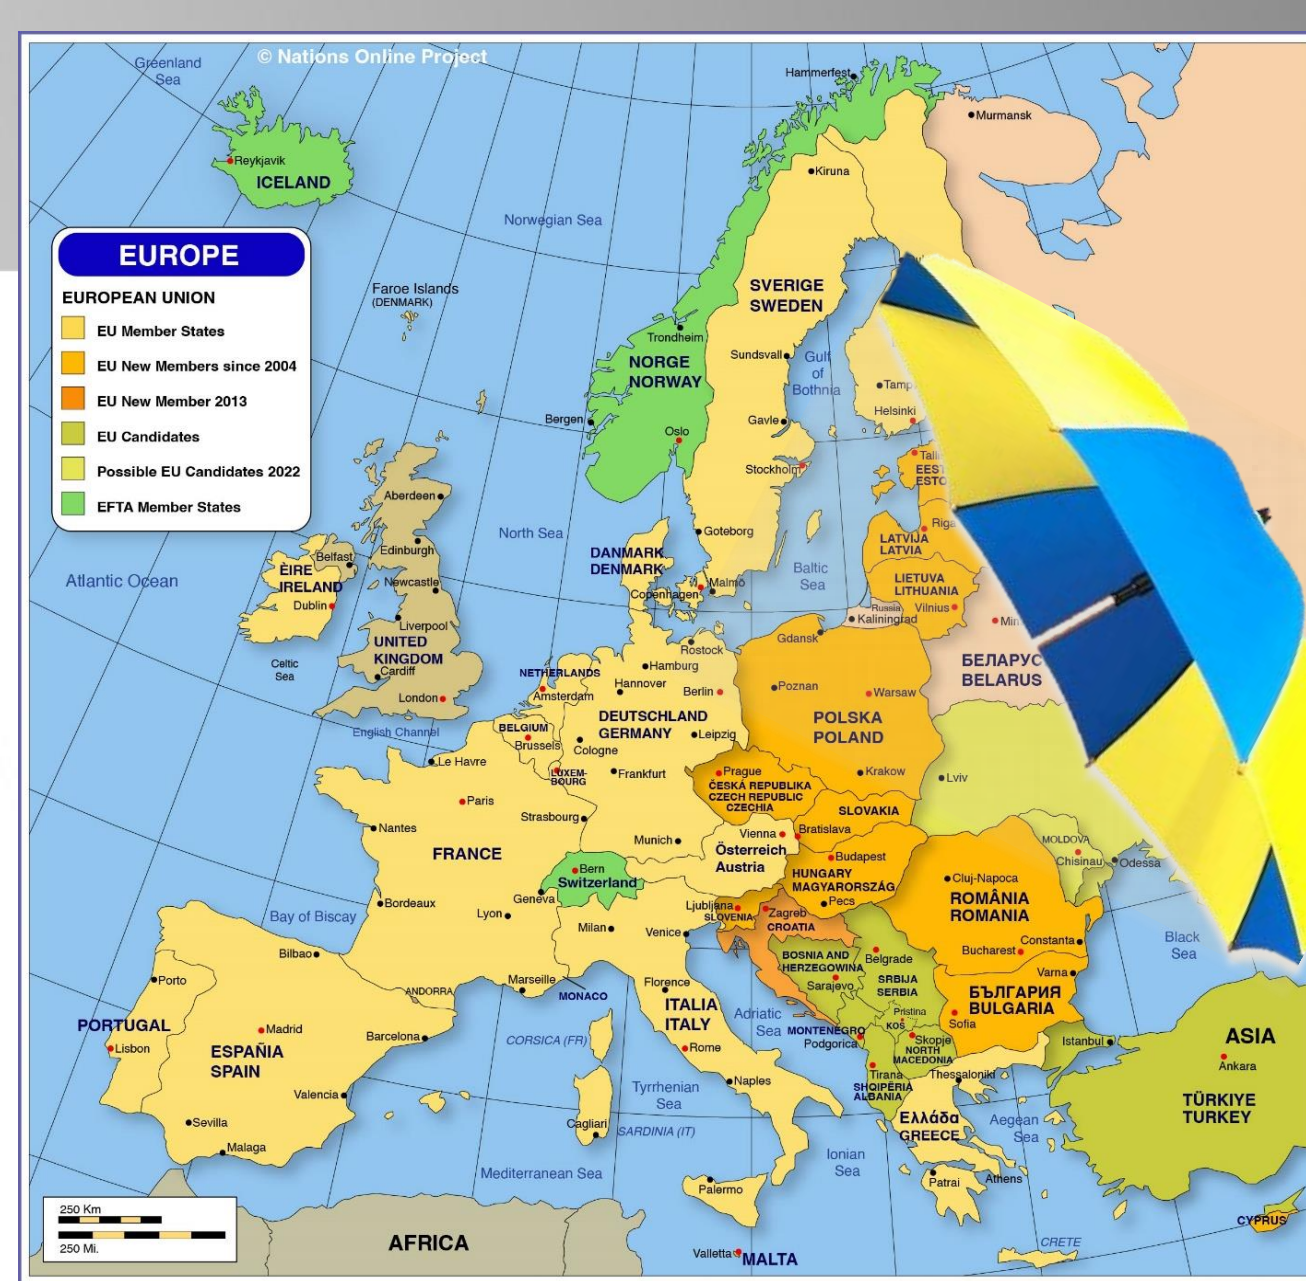 © Nations Online Project
Greenland
Sea
Hammerfest
Murmansk
Reykjavik
ICELAND
Kiruna
Norwegian Sea
EUROPE
EUROPEAN UNION
EU Member States
EU New Members since 2004
EU New Member 2013
EU Candidates
Possible EU Candidates 2022
EFTA Member States
Faroe Islands
(DENMARK)
SVERIGE
SWEDEN
Trondheim
NORGE
NORWAY
Sundsvall
Gulf
of
Bothnia
Tamp
Helsinki
Bergen
Gavle
Oslo
Stockholm
EEST
ESTO
Aberdeen
North Sea
Goteborg
Riga
LATVIJA
LATVIA
Edinburgh
Belfast
DANMARK
DENMARK
Baltic
Sea
LIETUVA
LITHUANIA
Vilnius
ÈIRE
IRELAND
Dublin
Atlantic Ocean
Newcastle
Malmö
Copenhagen
Russia
Kaliningrad
Min
Liverpool
UNITED
KINGDOM
Cardiff
London
Celtic
Sea
Gdansk
Rostock
Hamburg
БЕЛАРУС
BELARUS
NETHERLANDS
Amsterdam
Hannover
Berlin
Poznan
Warsaw
POLSKA
POLAND
English Channel
BELGIUM
Brussels
DEUTSCHLAND
GERMANY
Leipzig
Cologne
Le Havre
LUXEM-
BOURG
Frankfurt
Prague
ČESKÁ REPUBLIKA
CZECH REPUBLIC
CZECHIA
Krakow
Lviv
Paris
Strasbourg
SLOVAKIA
Nantes
Munich
Vienna
Bratislava
Österreich
Austria
MOLDOVA
Chisinau
Odessa
FRANCE
Bern
Switzerland
Geneva
Budapest
HUNGARY
MAGYARORSZÁG
Pecs
Cluj-Napoca
ROMÂNIA
ROMANIA
Bordeaux
Lyon
Ljubljana
SLOVENIA
Zagreb
CROATIA
Bay of Biscay
Milan
Venice
Bucharest
Constanta
Black
Sea
Bilbao
BOSNIA AND
HERZEGOWINA
Sarajevo
Belgrade
SRBIJA
SERBIA
Varna
Porto
ANDORRA
Marseille
MONACO
Florence
ITALIA
ITALY
БЪЛГАРИЯ
BULGARIA
Sofia
PORTUGAL
Lisbon
Madrid
ESPAÑIA
SPAIN
Barcelona
CORSICA (FR)
Rome
Adriatic
Sea
MONTENEGRO
Podgorica
Pristina
KOS
Skopje
NORTH
MACEDONIA
Istanbul
ASIA
Ankara
Valencia
Tyrrhenian
Sea
Naples
Tirana
SHQIPËRIA
ALBANIA
Thessaloniki
TÜRKIYE
TURKEY
Sevilla
Malaga
Cagliari
SARDINIA (IT)
Ελλάδα
GREECE
Aegean
Sea
Mediterranean Sea
Palermo
Ionian
Sea
Patrai
Athens
250 Km
250 Mi.
AFRICA
Valletta
MALTA
CRETE
CYPRUS